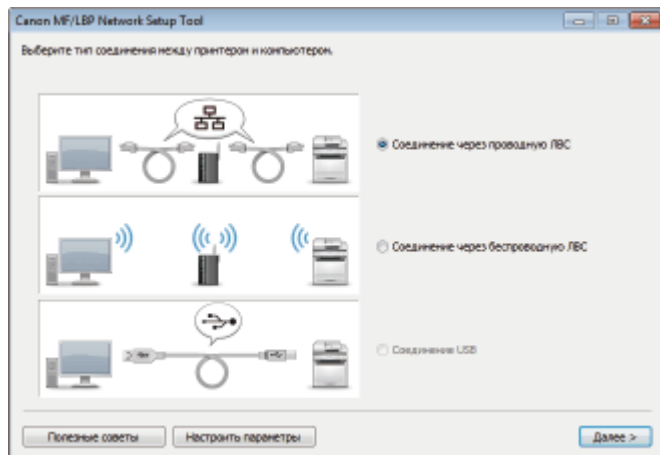 Canon MF/LBP Network Setup Tool
Выберите тип соединения между принтером и компьютером.
Соединение через проводную ЛВС
Соединение через беспроводную ЛВС
Соединение USB
Полезные советы
Настроить параметры
Далее >